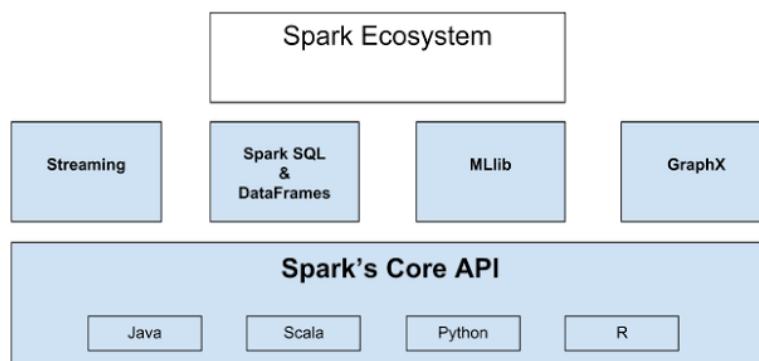 Spark Ecosystem
Streaming
Spark SQL
&
DataFrames
MLlib
GraphX
Spark’s Core API
Java
Scala
Python
R